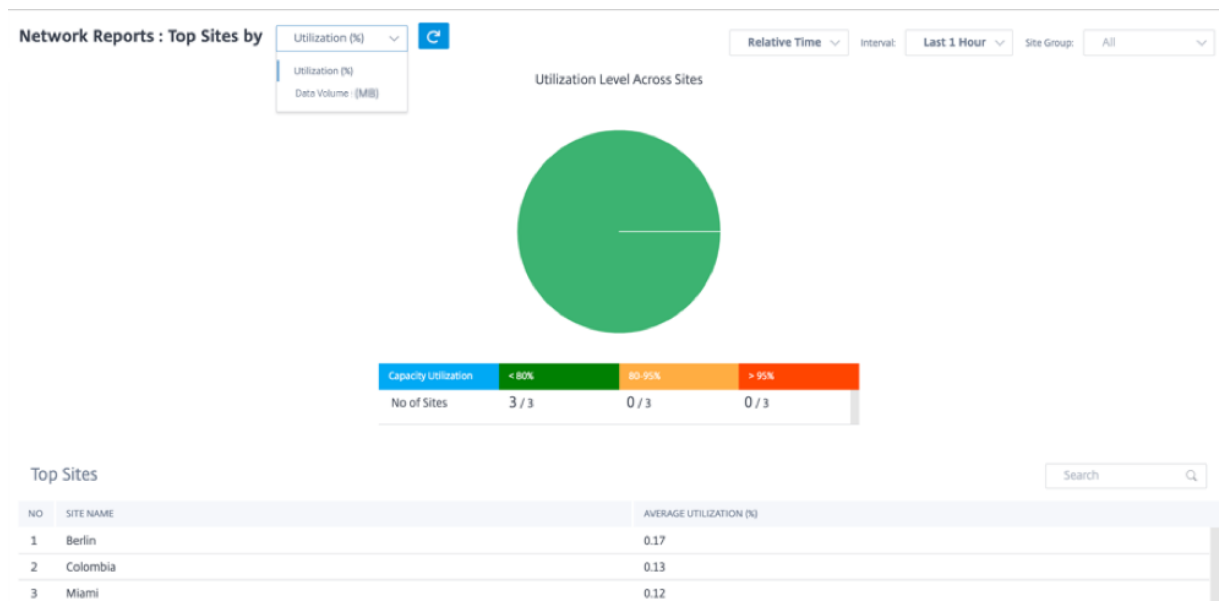 Network Reports : Top Sites by Utilization (%) Relative Time Interval: Last 1 Hour Site Group: All
Utilization (%)
Data Volume : (MB)
Utilization Level Across Sites
Capacity Utilization < 80% 80-95% > 95%
No of Sites 3 / 3 0 / 3 0 / 3
Top Sites Search
NO SITE NAME AVERAGE UTILIZATION (%)
1 Berlin 0.17
2 Colombia 0.13
3 Miami 0.12